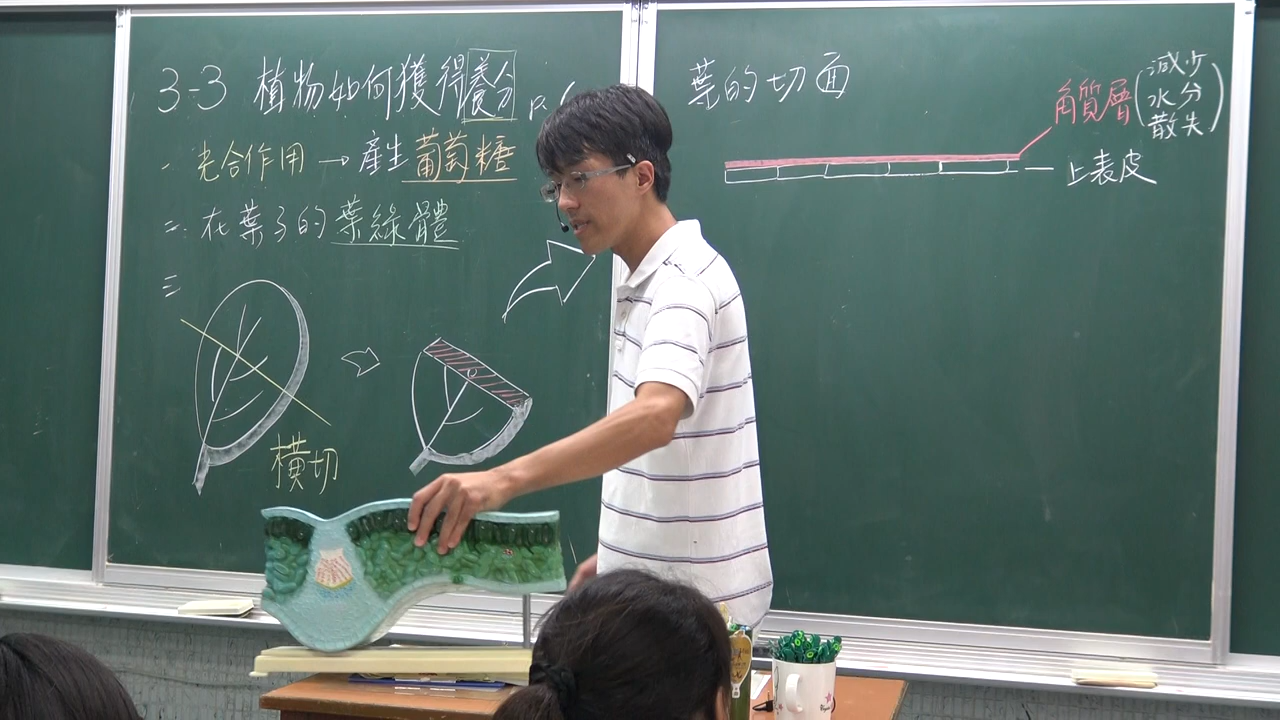 3-3 植物如何獲得養分 p.
一 光合作用 → 產生葡萄糖
二 在葉子的葉綠體
三
橫切
葉的切面
角質層(減少水分散失)
上表皮